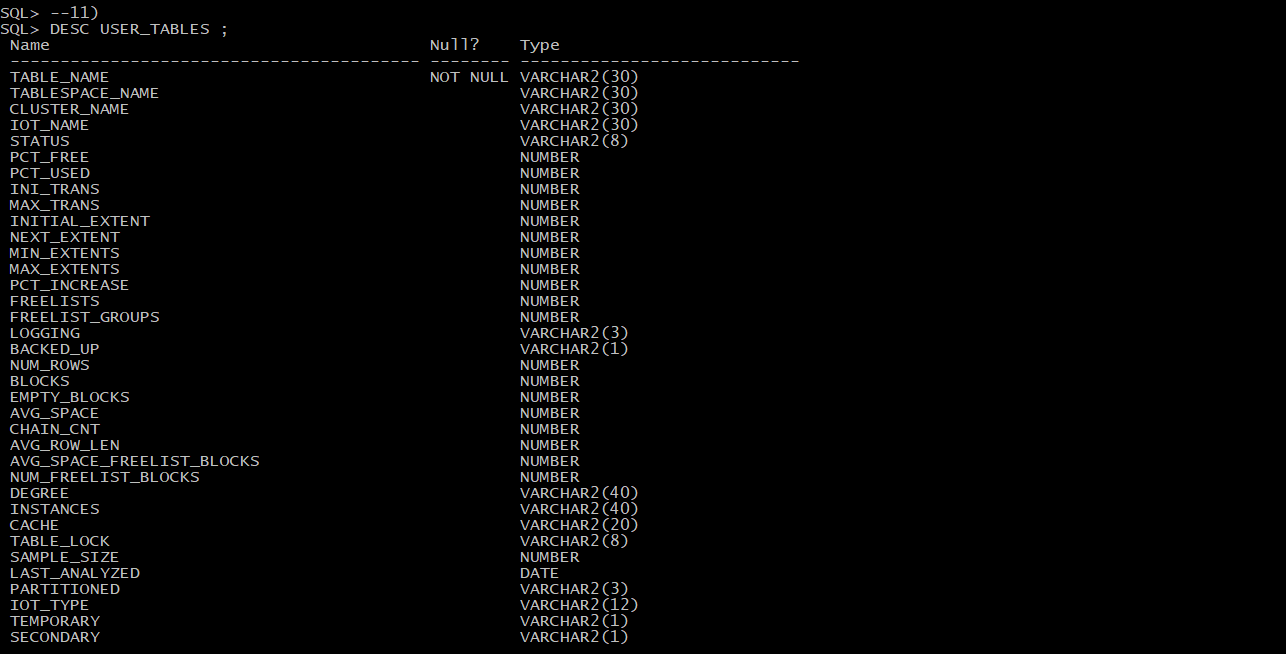 SQL> --11)
SQL> DESC USER_TABLES ;
 Name                                      Null?    Type
 ----------------------------------------- -------- ----------------------------
 TABLE_NAME                                NOT NULL VARCHAR2(30)
 TABLESPACE_NAME                                    VARCHAR2(30)
 CLUSTER_NAME                                       VARCHAR2(30)
 IOT_NAME                                           VARCHAR2(30)
 STATUS                                             VARCHAR2(8)
 PCT_FREE                                           NUMBER
 PCT_USED                                           NUMBER
 INI_TRANS                                          NUMBER
 MAX_TRANS                                          NUMBER
 INITIAL_EXTENT                                     NUMBER
 NEXT_EXTENT                                        NUMBER
 MIN_EXTENTS                                        NUMBER
 MAX_EXTENTS                                        NUMBER
 PCT_INCREASE                                       NUMBER
 FREELISTS                                          NUMBER
 FREELIST_GROUPS                                    NUMBER
 LOGGING                                            VARCHAR2(3)
 BACKED_UP                                          VARCHAR2(1)
 NUM_ROWS                                           NUMBER
 BLOCKS                                             NUMBER
 EMPTY_BLOCKS                                       NUMBER
 AVG_SPACE                                          NUMBER
 CHAIN_CNT                                          NUMBER
 AVG_ROW_LEN                                        NUMBER
 AVG_SPACE_FREELIST_BLOCKS                          NUMBER
 NUM_FREELIST_BLOCKS                                NUMBER
 DEGREE                                             VARCHAR2(40)
 INSTANCES                                          VARCHAR2(40)
 CACHE                                              VARCHAR2(20)
 TABLE_LOCK                                         VARCHAR2(8)
 SAMPLE_SIZE                                        NUMBER
 LAST_ANALYZED                                      DATE
 PARTITIONED                                        VARCHAR2(3)
 IOT_TYPE                                           VARCHAR2(12)
 TEMPORARY                                          VARCHAR2(1)
 SECONDARY                                          VARCHAR2(1)